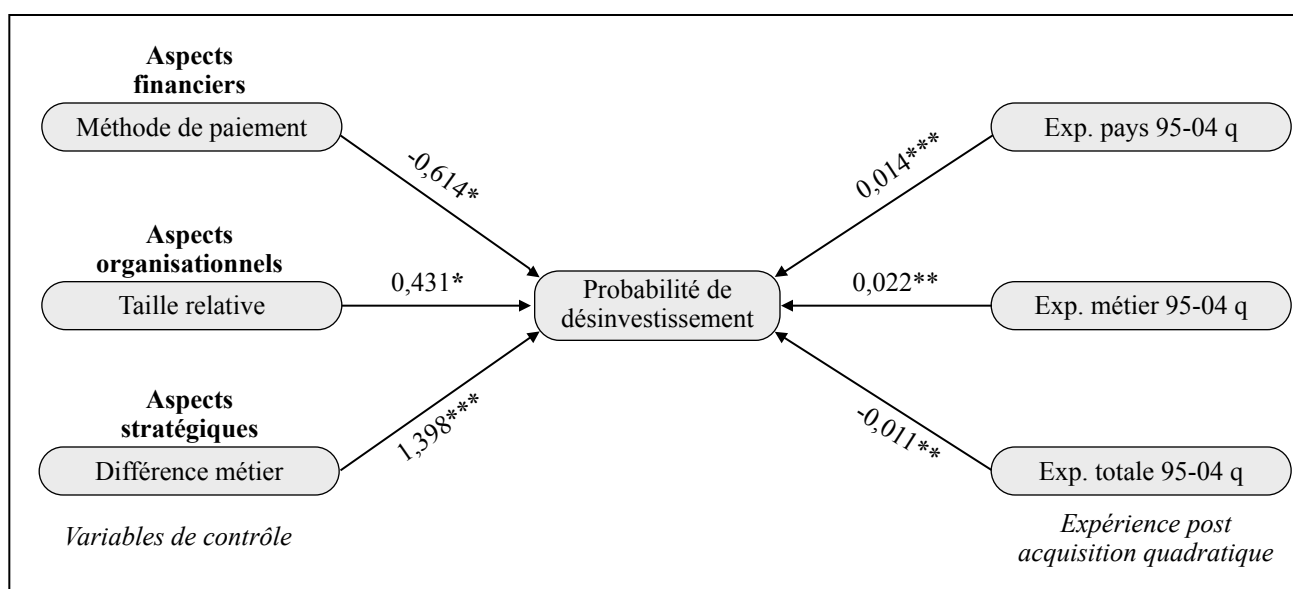 Aspects
financiers
Méthode de paiement
Exp. pays 95-04 q
-0,614*
0,014***
Aspects
organisationnels
Taille relative
0,431*
Probabilité de
désinvestissement
0,022**
Exp. métier 95-04 q
Aspects
stratégiques
Différence métier
1,398***
-0,011**
Exp. totale 95-04 q
Variables de contrôle
Expérience post
acquisition quadratique